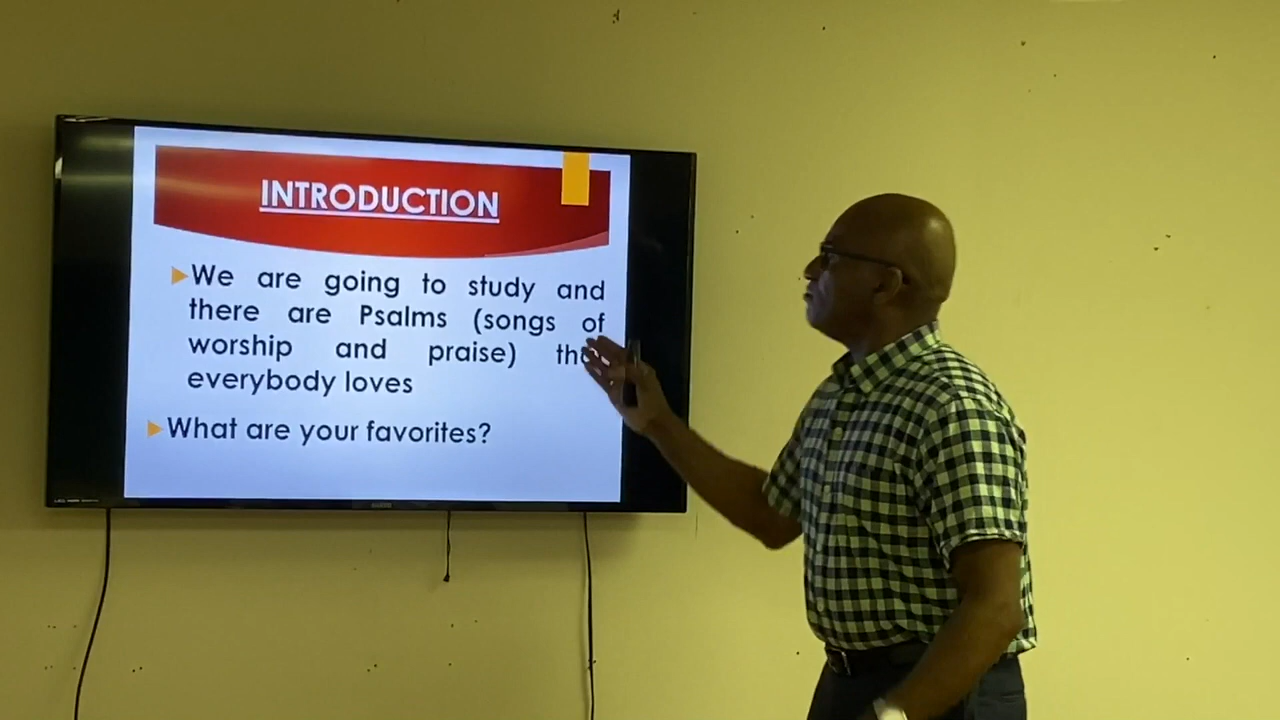 INTRODUCTION
We are going to study and
there are Psalms (songs of
worship and praise)
everybody loves
What are your favorites?